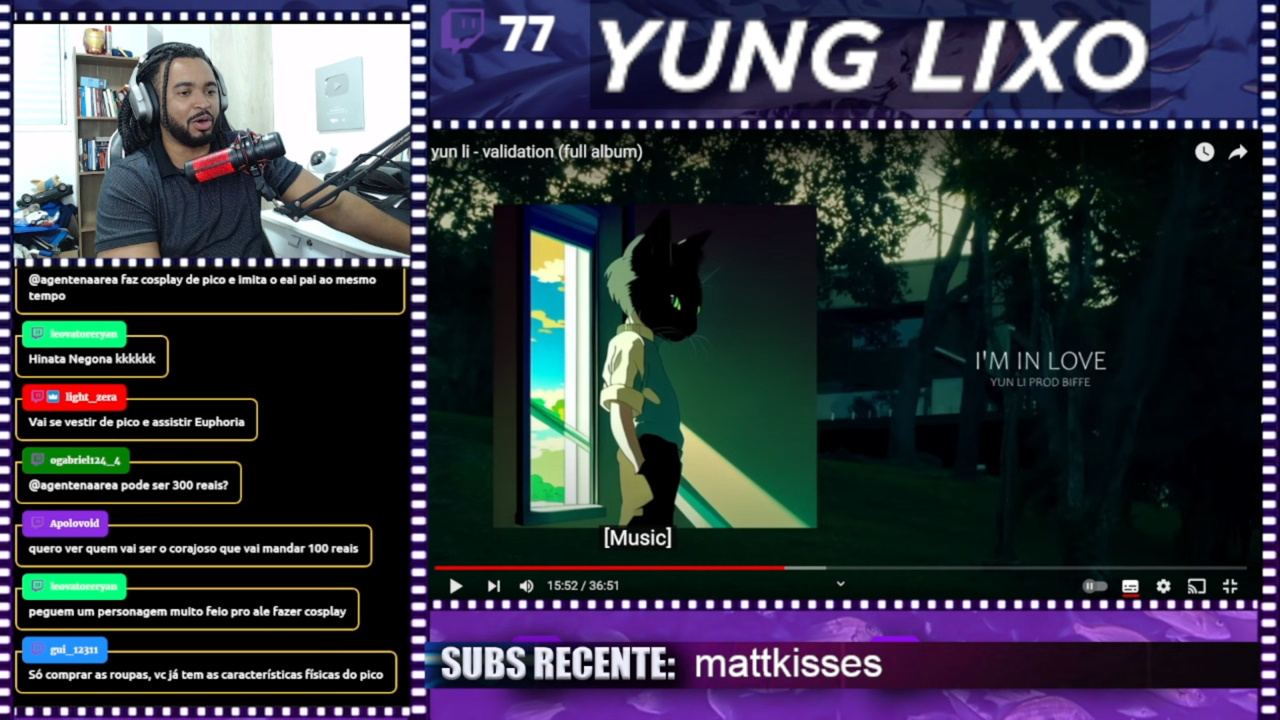 77
YUNG LIXO
yun li - validation (full album)
I'M IN LOVE
YUN LI PROD BIFFE
[Music]
15:52 / 36:51
@agentenaarea faz cosplay de pico e imita o eai pai ao mesmo
tempo
leovatorcryan
Hinata Negona kkkkkk
light_zera
Vai se vestir de pico e assistir Euphoria
ogabriel124_4
@agentenaarea pode ser 300 reais?
Apolovoid
quero ver quem vai ser o corajoso que vai mandar 100 reais
leovatorcryan
peguem um personagem muito feio pro ale fazer cosplay
gui_12311
Só comprar as roupas, vc já tem as características físicas do pico
SUBS RECENTE: mattkisses